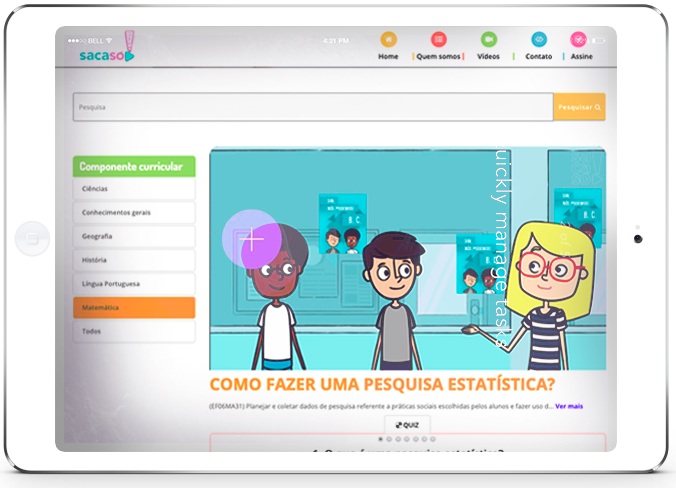 BELL
4:21 PM
sacasó!
Home
Quem somos
Vídeos
Contato
Assine
Pesquisa
Pesquisar
Componente curricular
Ciências
Conhecimentos gerais
Geografia
História
Língua Portuguesa
Matemática
Todos
B C
B C
uickly manage tasks
COMO FAZER UMA PESQUISA ESTATÍSTICA?
(EF06MA31) Planejar e coletar dados de pesquisa referente a práticas sociais escolhidas pelos alunos e fazer uso d... Ver mais
QUIZ
1. O que é uma pesquisa estatística?